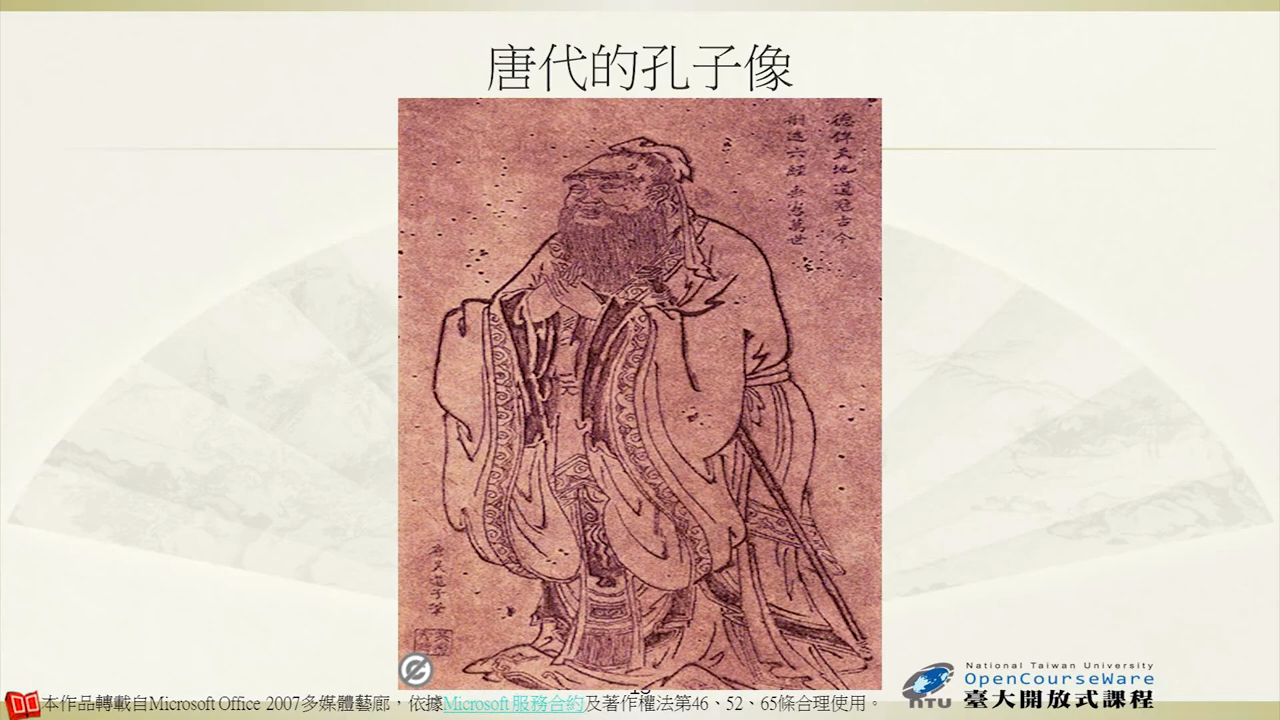 唐代的孔子像
德侔天地道冠古今
刪述六經垂憲萬世
唐吳道子筆
本作品轉載自Microsoft Office 2007多媒體藝廊，依據Microsoft 服務合約及著作權法第46、52、65條合理使用。
National Taiwan University
OpenCourseWare
NTU 臺大開放式課程